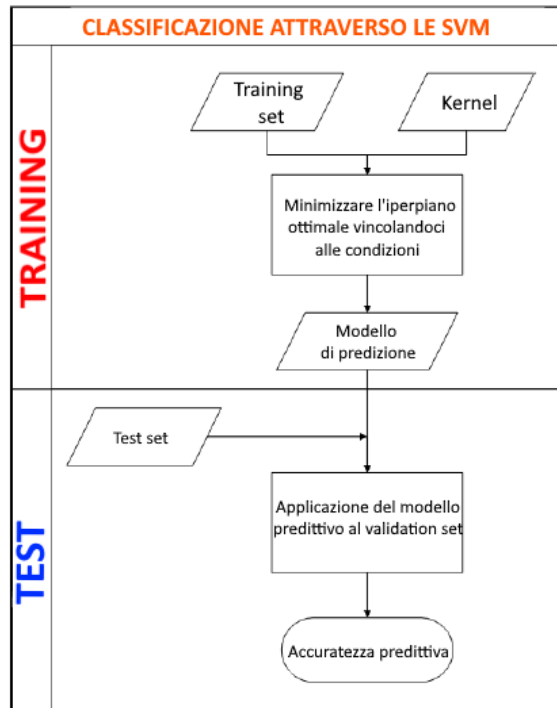 CLASSIFICAZIONE ATTRAVERSO LE SVM
TRAINING
Training
set
Kernel
Minimizzare l'iperpiano
ottimale vincolandoci
alle condizioni
Modello
di predizione
TEST
Test set
Applicazione del modello
predittivo al validation set
Accuratezza predittiva